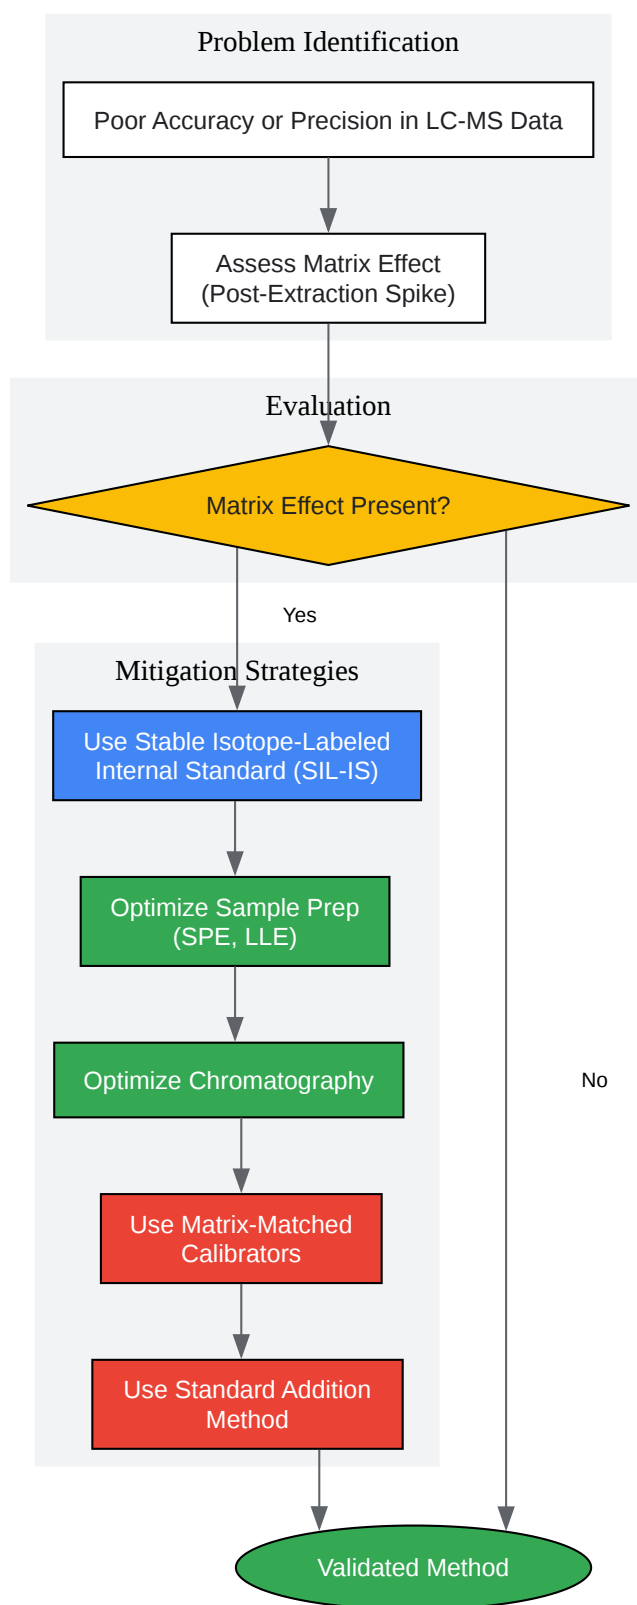 Problem Identification
Poor Accuracy or Precision in LC-MS Data
Assess Matrix Effect
(Post-Extraction Spike)
Evaluation
Matrix Effect Present?
Yes
Mitigation Strategies
Use Stable Isotope-Labeled
Internal Standard (SIL-IS)
Optimize Sample Prep
(SPE, LLE)
Optimize Chromatography
No
Use Matrix-Matched
Calibrators
Use Standard Addition
Method
Validated Method